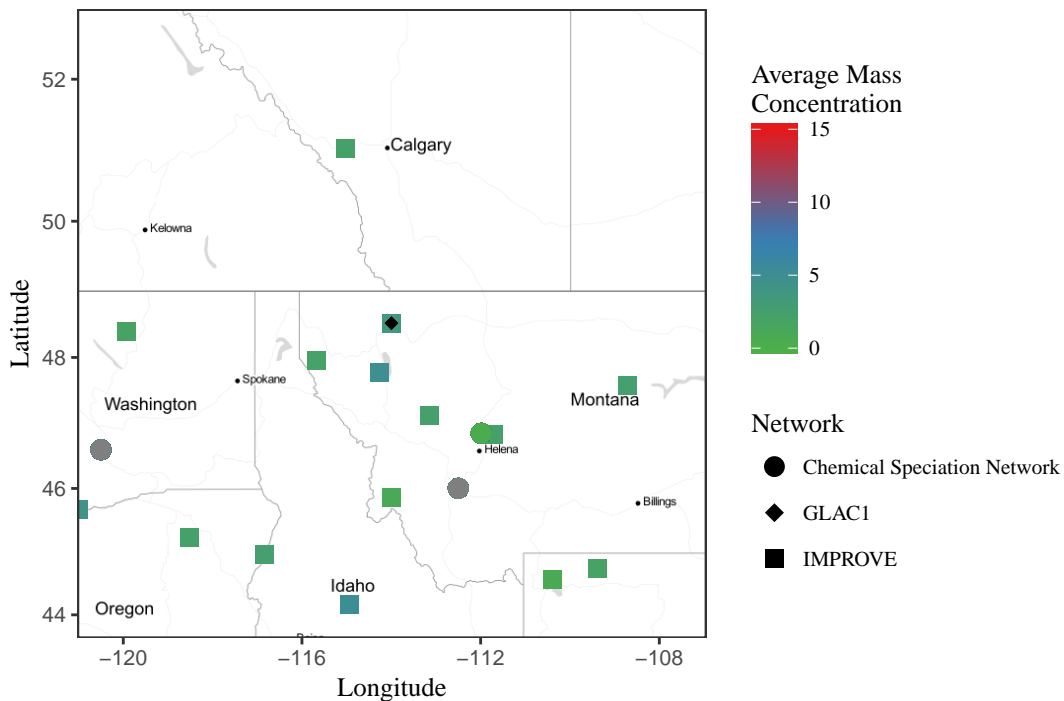 52
50
48
46
44
Latitude
−120
−116
−112
−108
Longitude
Calgary
Kelowna
Spokane
Washington
Montana
Helena
Billings
Idaho
Oregon
Average Mass
Concentration
15
10
5
0
Network
Chemical Speciation Network
GLAC1
IMPROVE